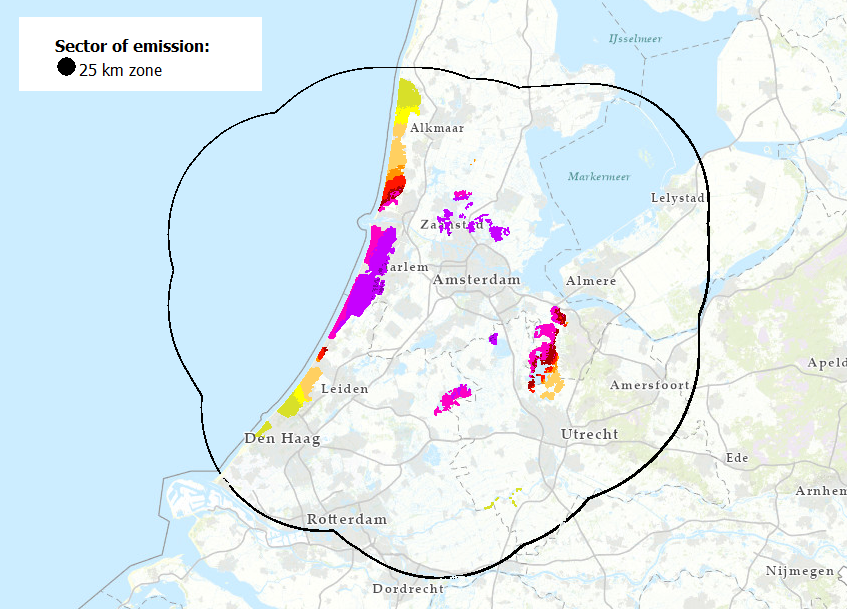 Sector of emission:
25 km zone
IJsselmeer
Alkmaar
Markermeer
Lelystad
Zaanstad
Haarlem
Amsterdam
Almere
Apeld
Leiden
Amersfoort
Den Haag
Utrecht
Ede
Arnhem
Rotterdam
Nijmegen
Dordrecht